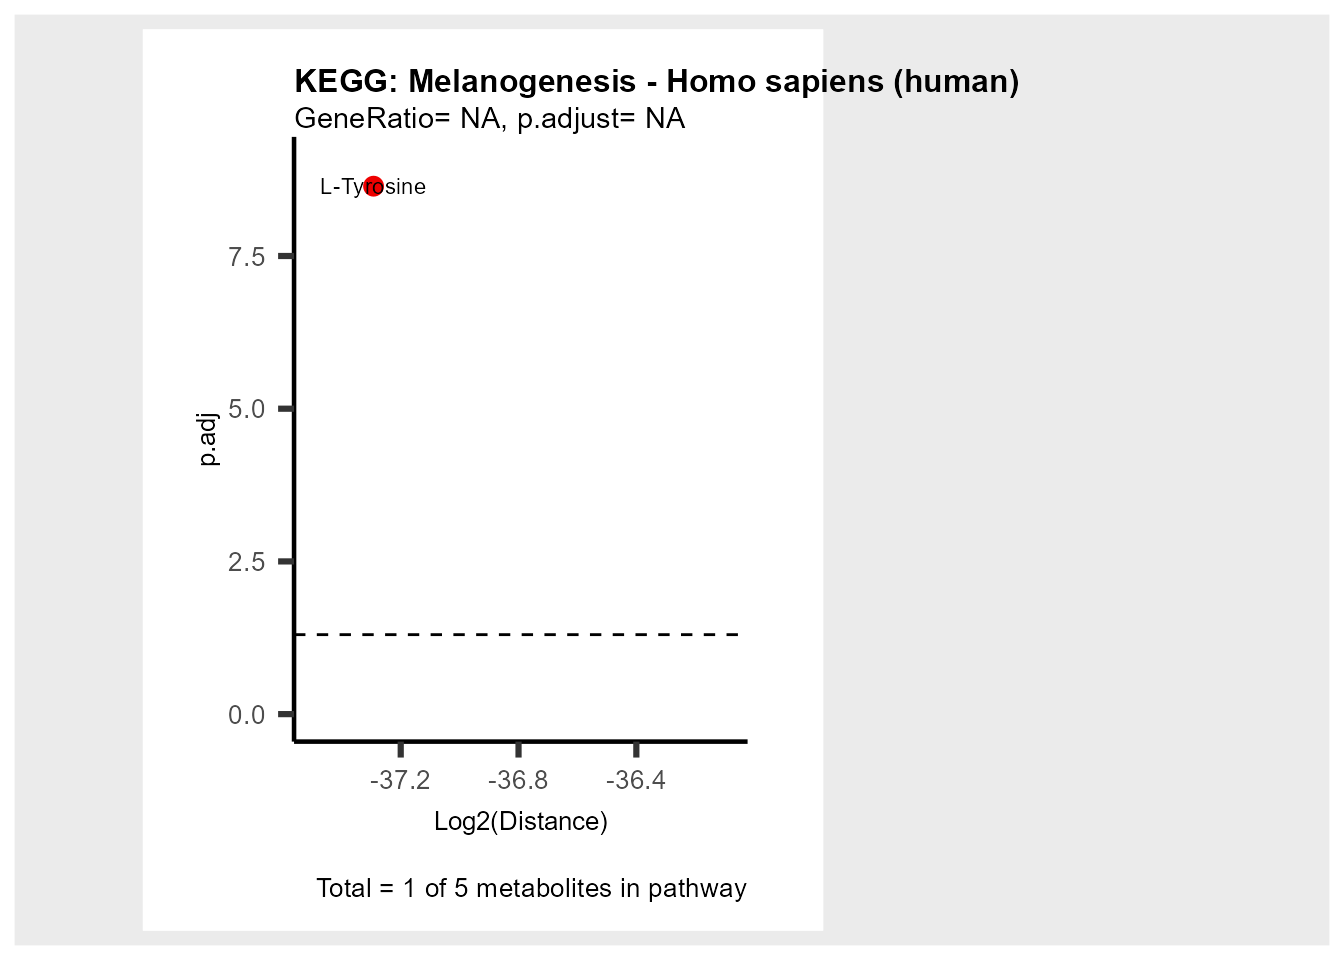 KEGG: Melanogenesis - Homo sapiens (human)
GeneRatio= NA, p.adjust= NA
L-Tyrosine
7.5
5.0
p.adj
2.5
0.0
-37.2 -36.8 -36.4
Log2(Distance)
Total = 1 of 5 metabolites in pathway